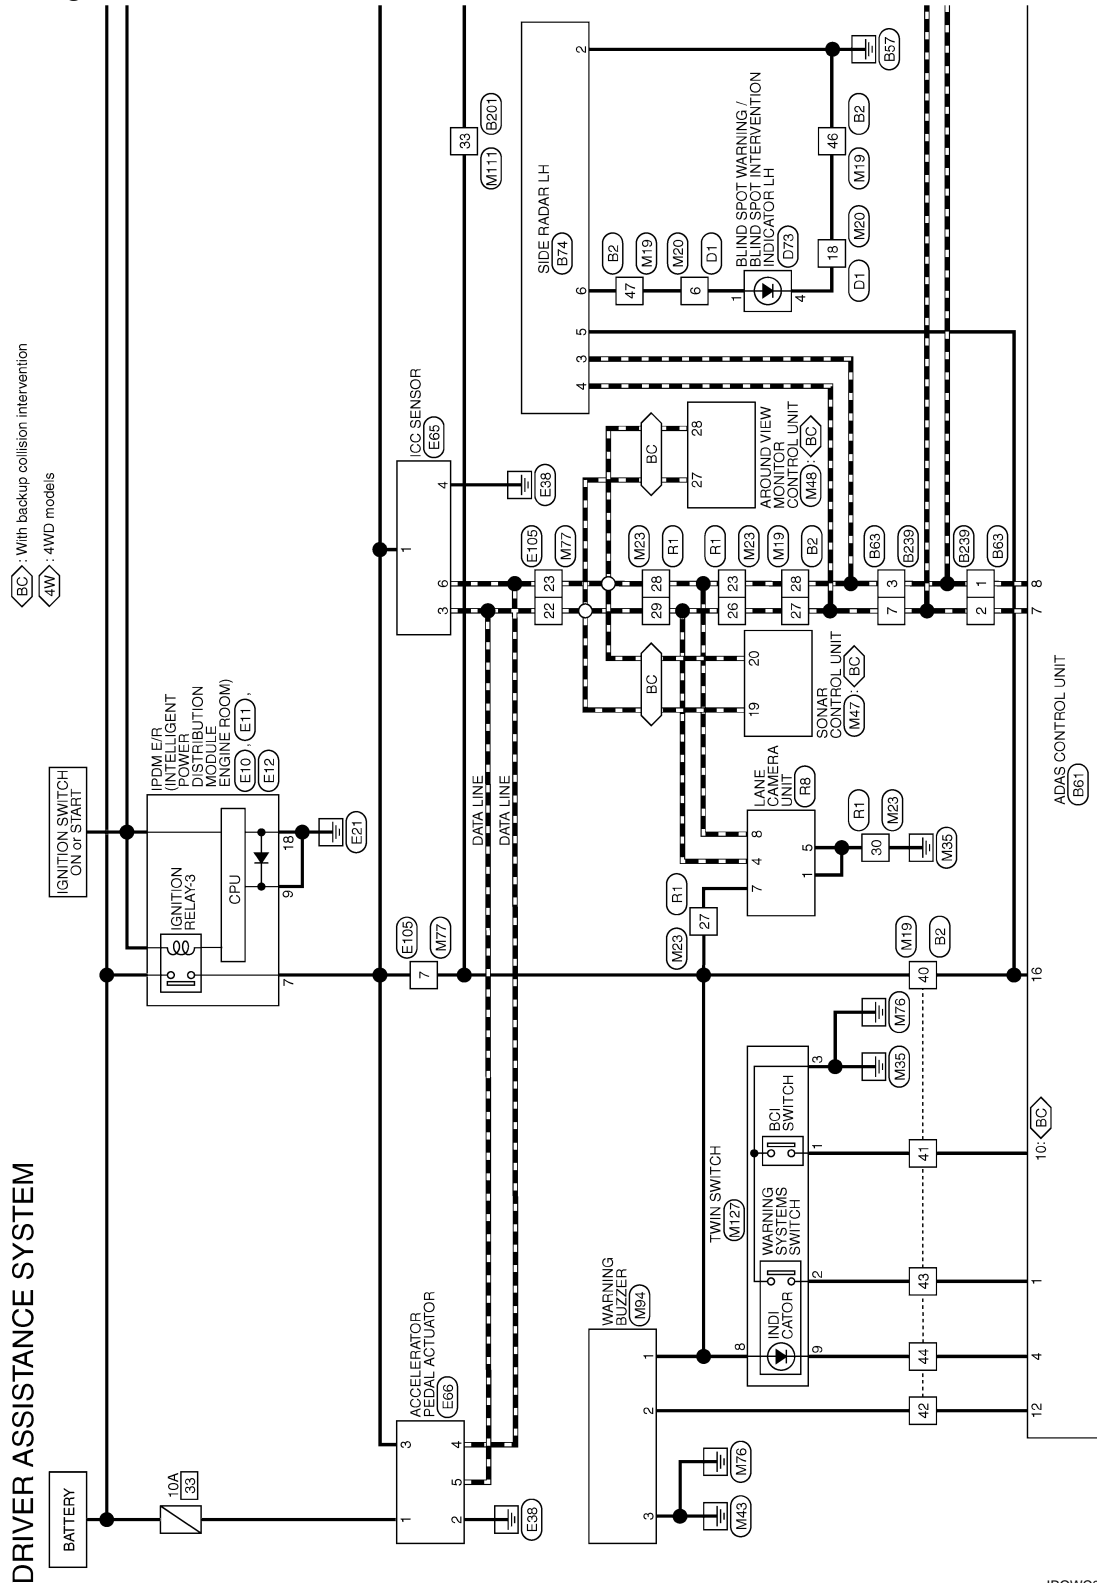 DRIVER ASSISTANCE SYSTEM
BC : With backup collision intervention
4W : 4WD models
BATTERY
10A
33
IGNITION SWITCH
ON or START
IPDM E/R
(INTELLIGENT
POWER
DISTRIBUTION
MODULE
ENGINE ROOM)
E10 , E11 ,
E12
IGNITION
RELAY-3
CPU
7
9
18
E21
ACCELERATOR
PEDAL ACTUATOR
E66
3
1
2
5
4
E38
E105
7
M77
DATA LINE
DATA LINE
ICC SENSOR
E65
1
3
6
4
E38
33
M111
B201
E105
M77
22
23
M23
R1
29
28
R1
M23
26
23
M19
B2
27
28
B63
B239
7
3
B239
B63
2
1
7
8
BC
BC
SIDE RADAR LH
B74
4
3
5
6
2
B2
47
M19
M20
6
D1
BLIND SPOT WARNING /
BLIND SPOT INTERVENTION
INDICATOR LH
D73
1
4
D1
18
M20
M19
46
B2
B57
27
28
AROUND VIEW
MONITOR
CONTROL UNIT
M48 : BC
19
20
SONAR
CONTROL UNIT
M47 : BC
LANE
CAMERA
UNIT
R8
7
4
8
1
5
R1
30
M23
M35
M23
27
R1
WARNING
BUZZER
M94
3
2
1
M43
M76
TWIN SWITCH
M127
8
9
2
1
3
INDI
CATOR
WARNING
SYSTEMS
SWITCH
BCI
SWITCH
M35
M76
M19
B2
42
44
43
41
40
12
4
1
10: BC
16
ADAS CONTROL UNIT
B61